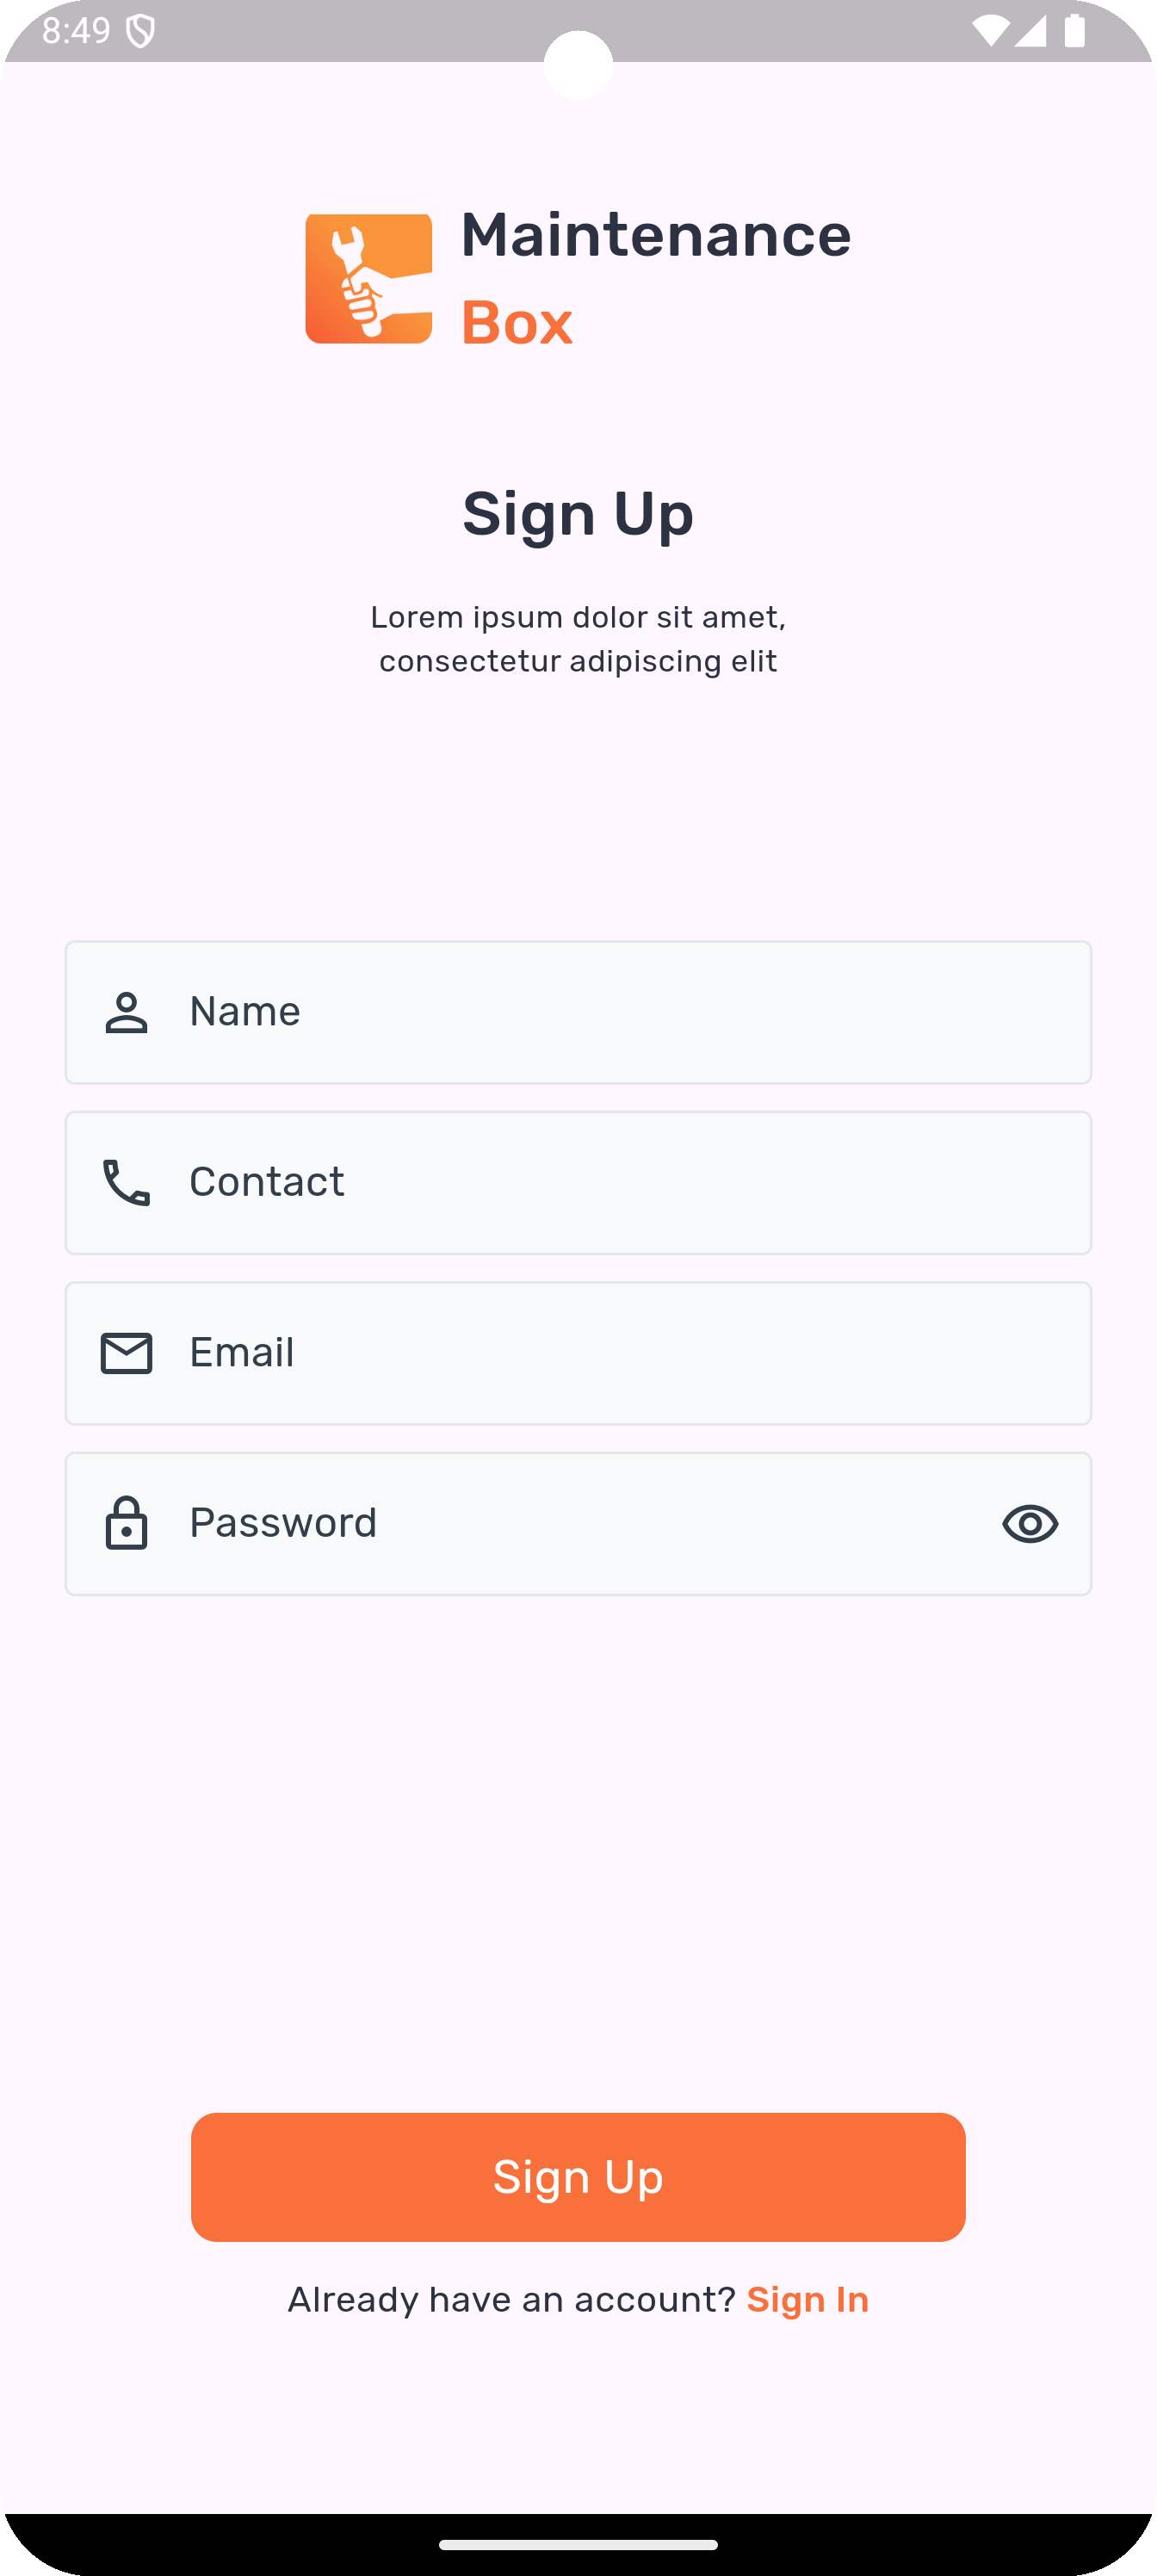 8:49
Maintenance
Box
Sign Up
Lorem ipsum dolor sit amet,
consectetur adipiscing elit
Name
Contact
Email
Password
Sign Up
Already have an account? Sign In